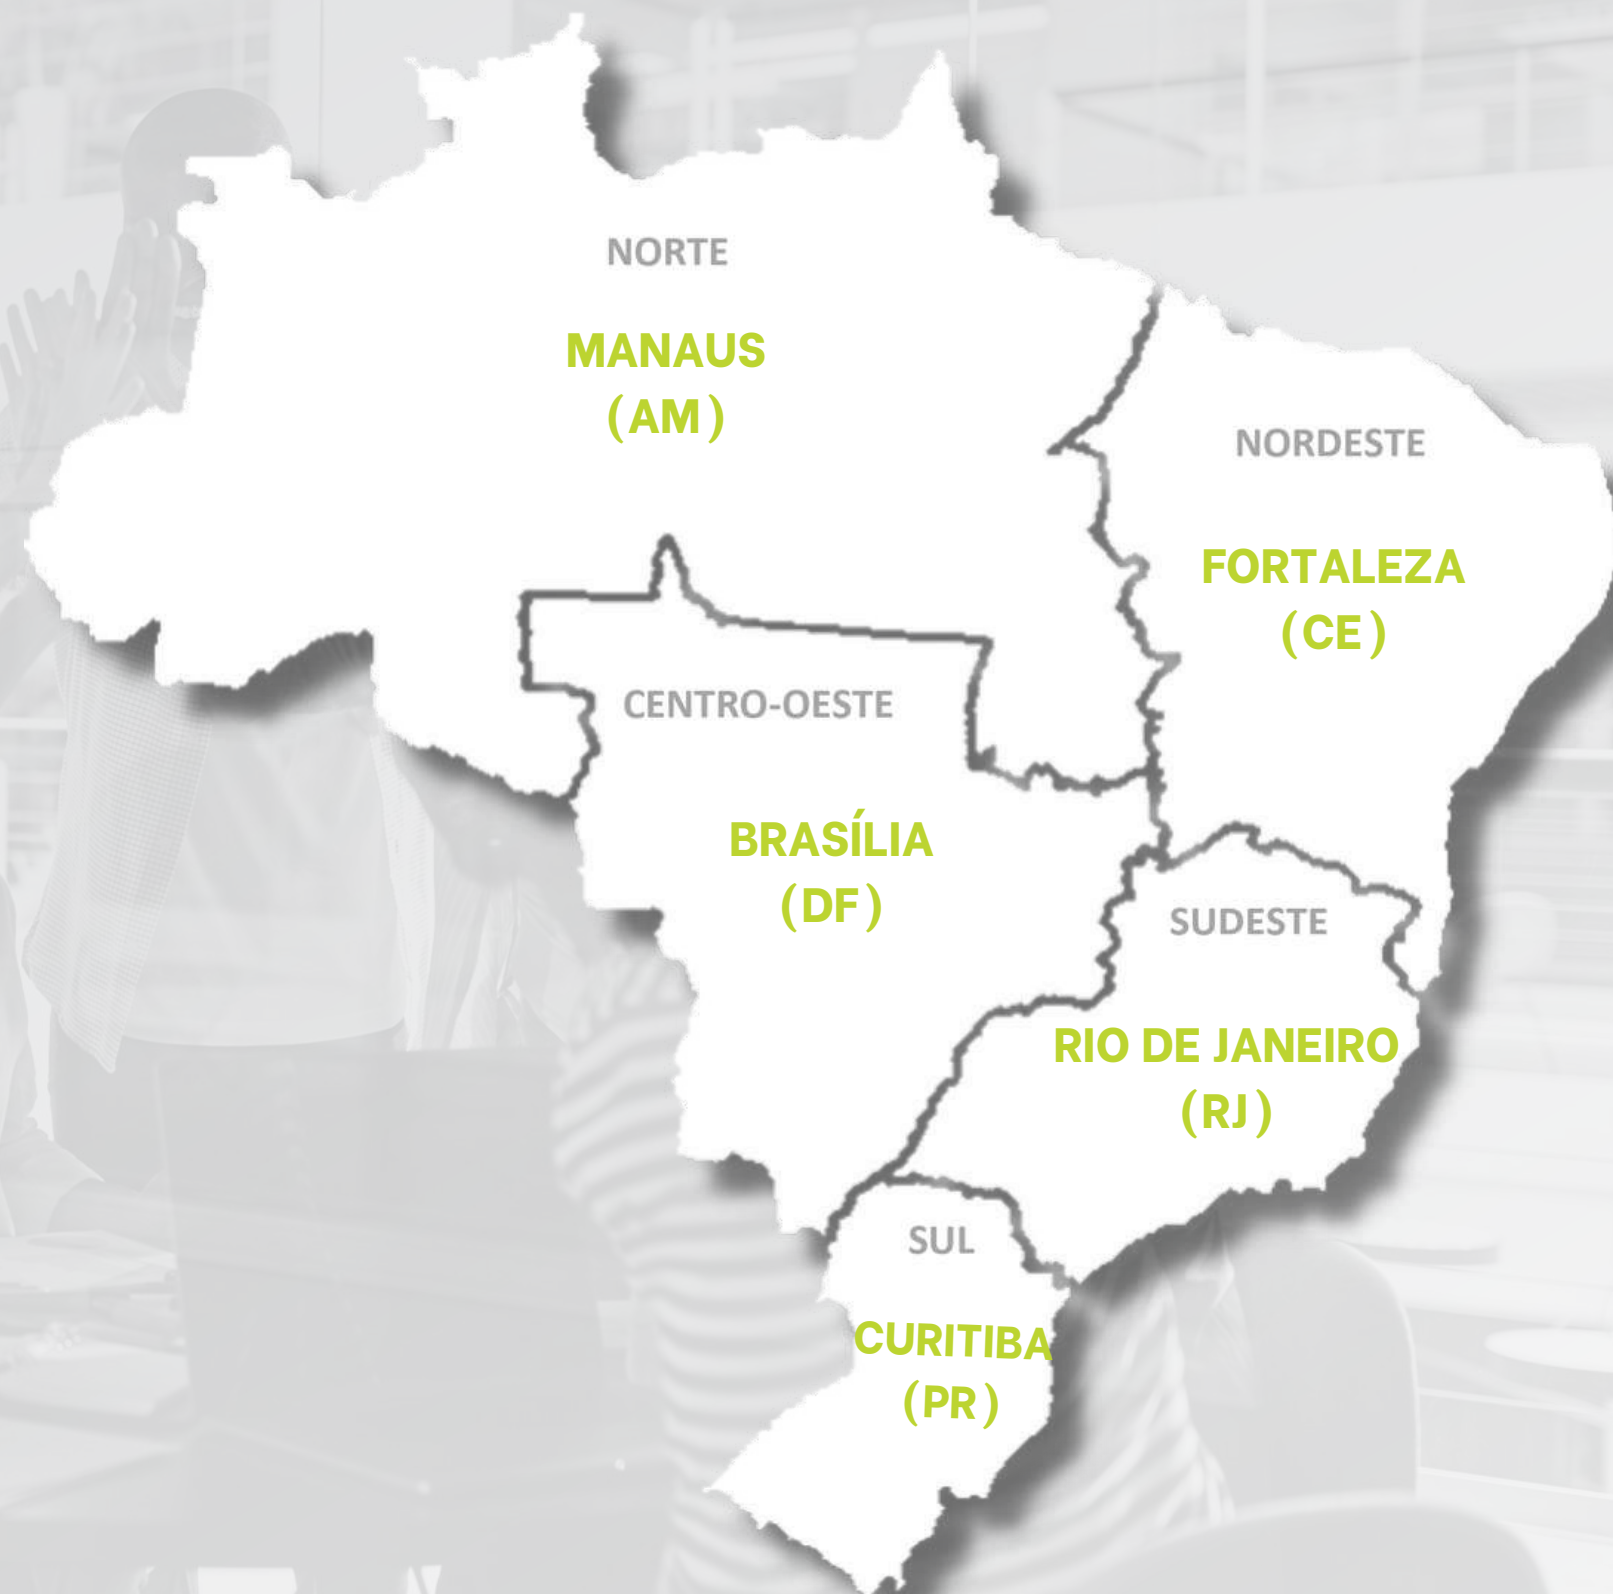 NORTE
MANAUS
(AM)
NORDESTE
FORTALEZA
(CE)
CENTRO-OESTE
BRASÍLIA
(DF)
SUDESTE
RIO DE JANEIRO
(RJ)
SUL
CURITIBA
(PR)